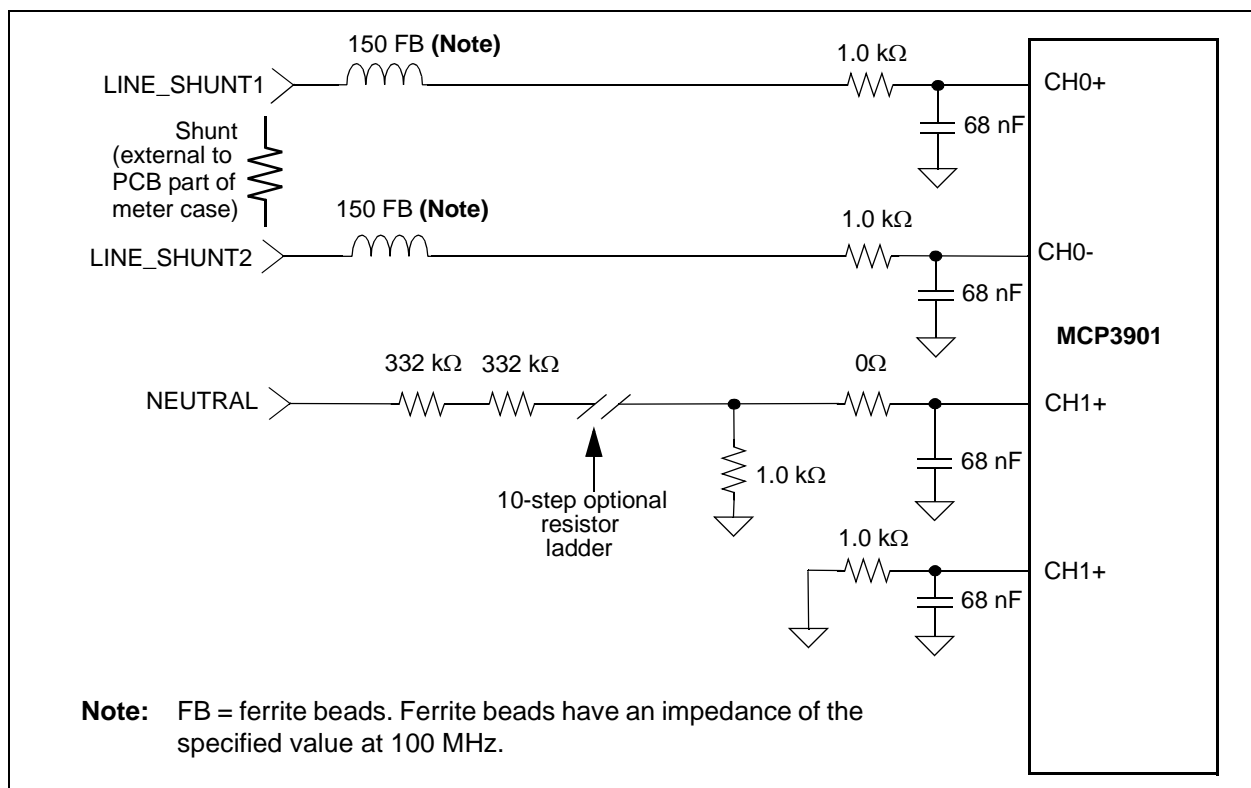 150 FB (Note)
LINE_SHUNT1
1.0 kΩ
CH0+
68 nF
Shunt
(external to
PCB part of
meter case)
150 FB (Note)
LINE_SHUNT2
1.0 kΩ
CH0-
68 nF
MCP3901
332 kΩ
332 kΩ
0Ω
NEUTRAL
CH1+
68 nF
1.0 kΩ
10-step optional
resistor
ladder
1.0 kΩ
CH1+
68 nF
Note: FB = ferrite beads. Ferrite beads have an impedance of the
specified value at 100 MHz.